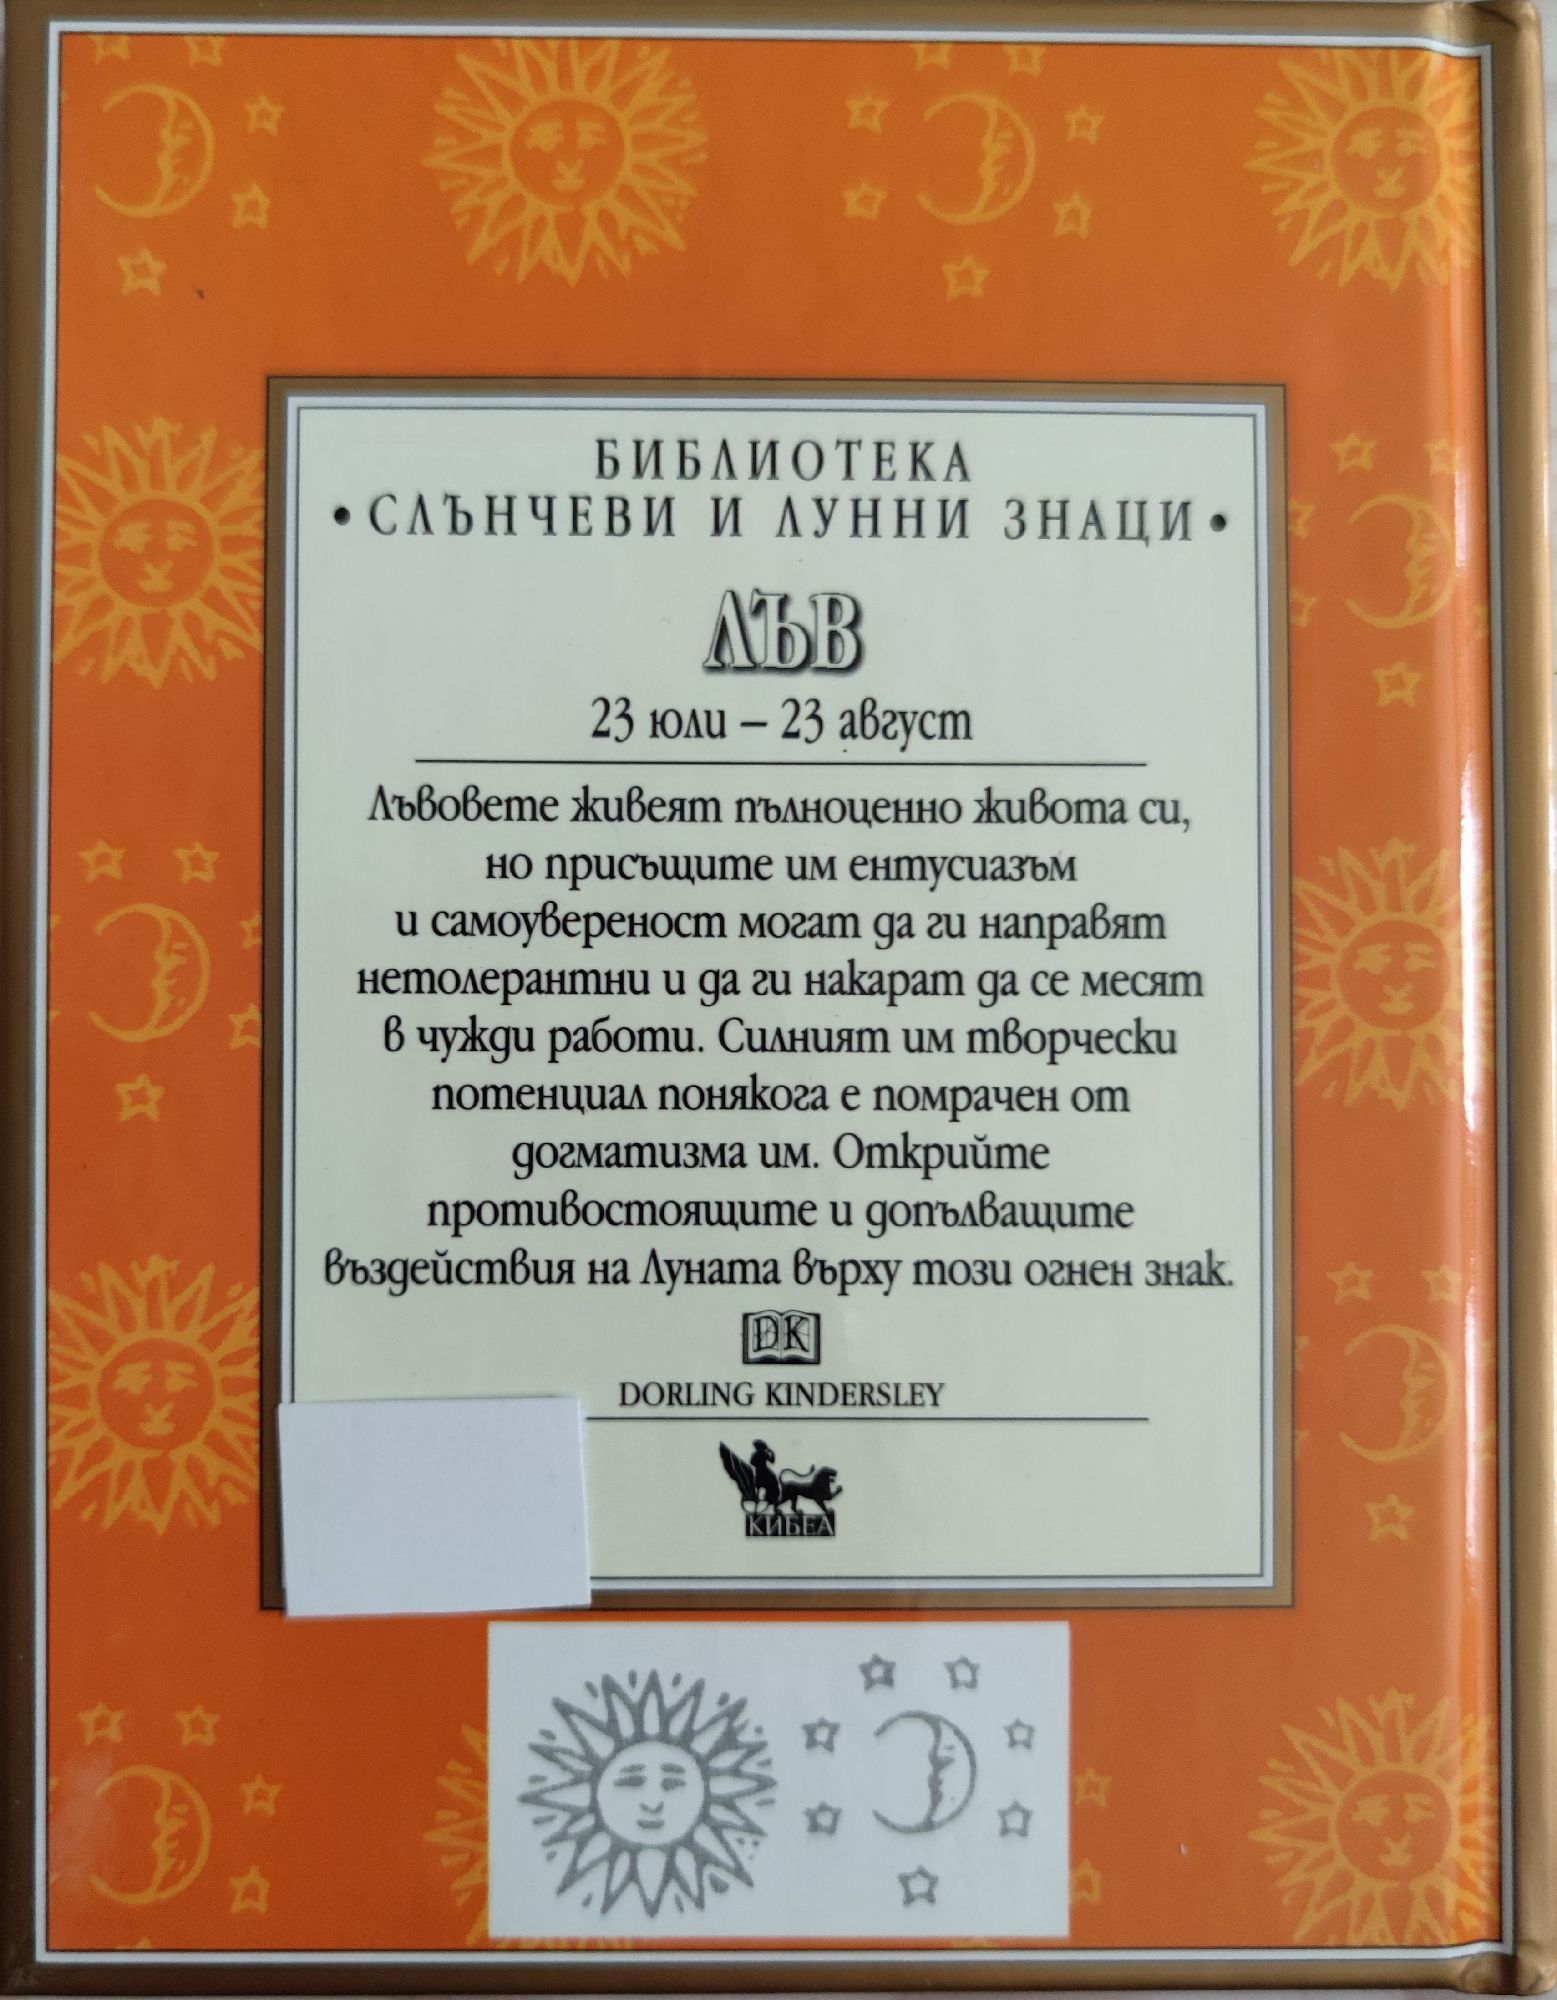 БИБЛИОТЕКА
• СЛЪНЧЕВИ И ЛУННИ ЗНАЦИ •
ЛЪВ
23 юли – 23 август
Лъвовете живеят пълноценно живота си,
но присъщите им ентусиазъм
и самоувереност могат да ги направят
нетолерантни и да ги накарат да се месят
в чужди работи. Силният им творчески
потенциал понякога е помрачен от
догматизма им. Открийте
противостоящите и допълващите
въздействия на Луната върху този огнен знак.
DK
DORLING KINDERSLEY
КИБЕА